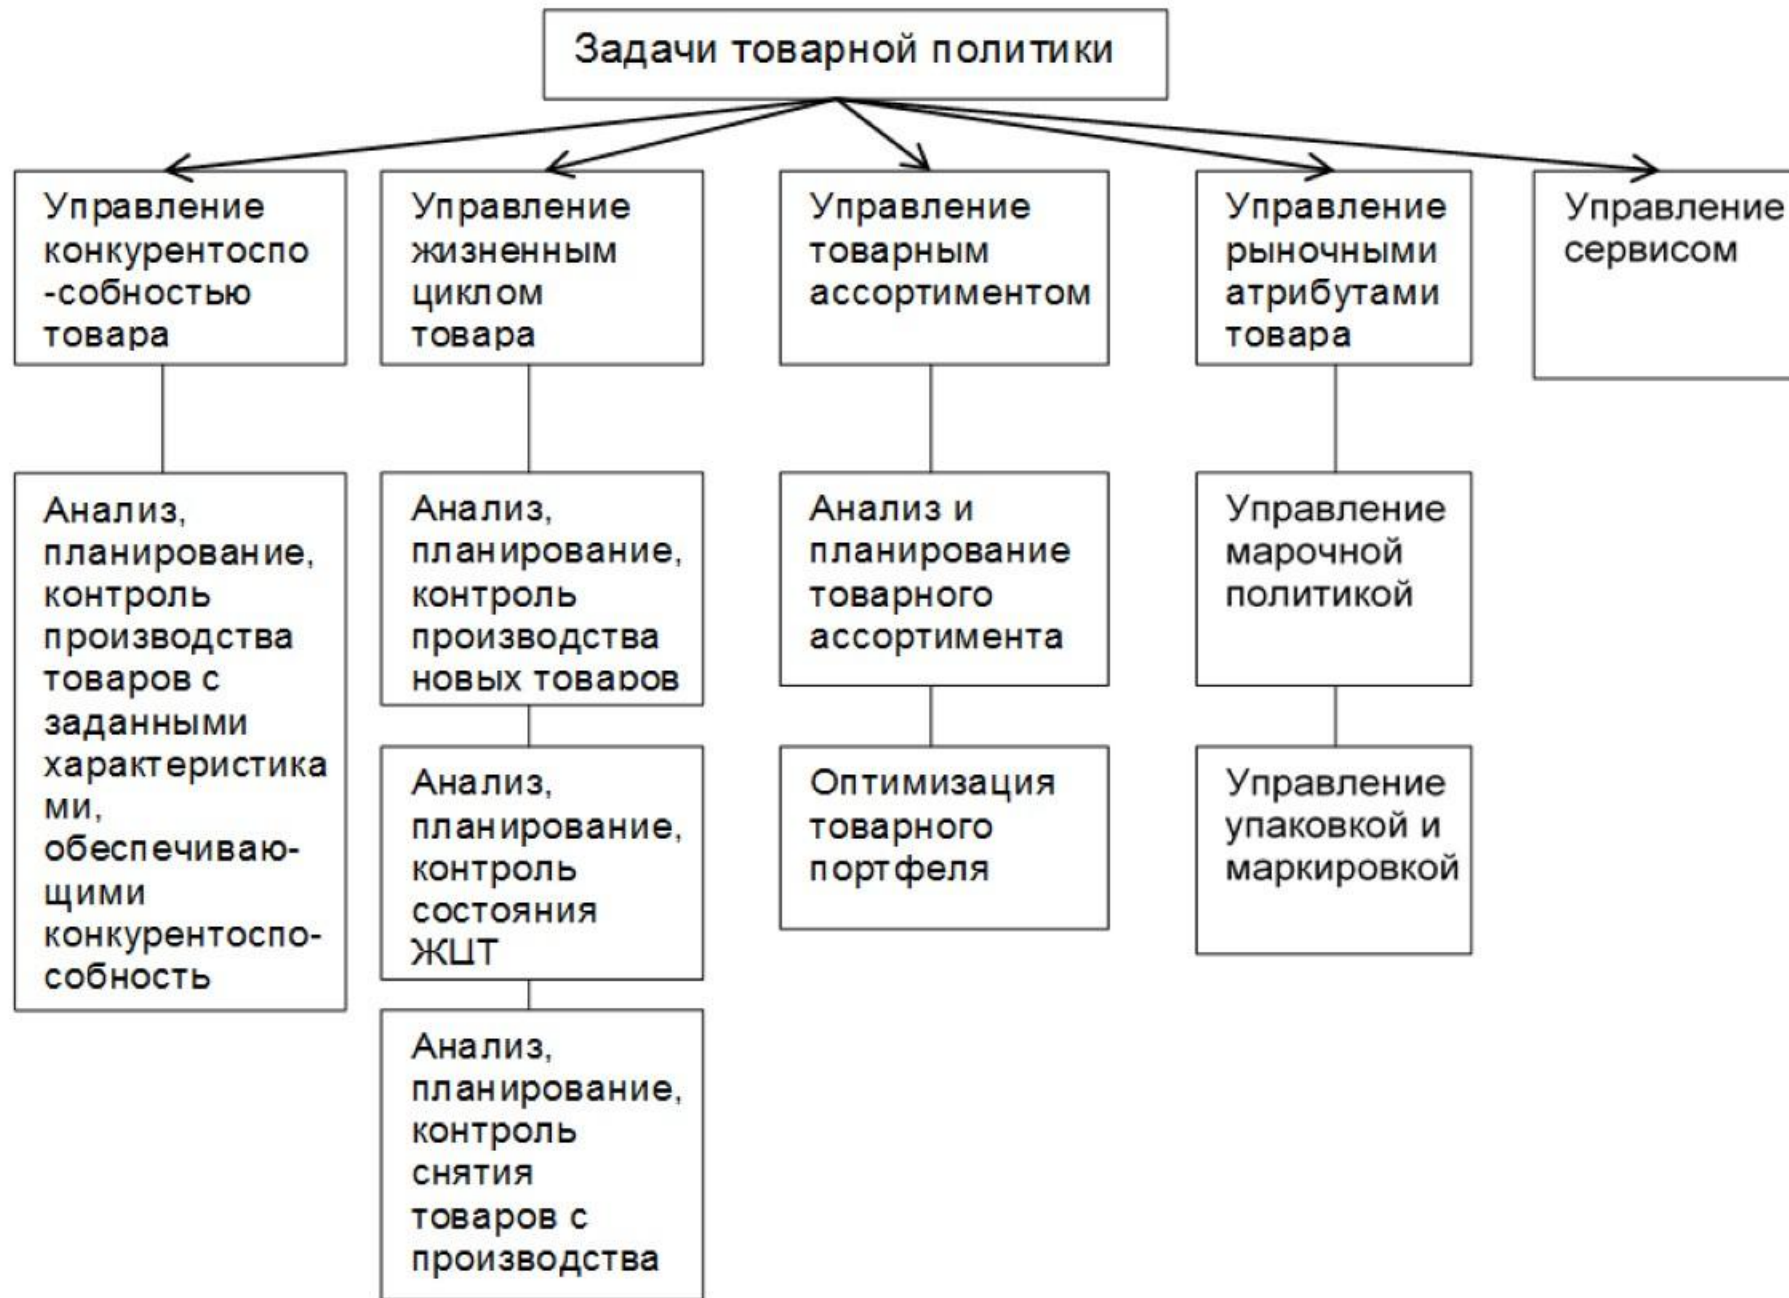 Задачи товарной политики
Управление
конкурентоспо
-собностью
товара
Управление
жизненным
циклом
товара
Управление
товарным
ассортиментом
Управление
рыночными
атрибутами
товара
Управление
сервисом
Анализ,
планирование,
контроль
производства
товаров с
заданными
характеристика
ми,
обеспечиваю-
щими
конкурентоспо-
собность
Анализ,
планирование,
контроль
производства
новых товаров
Анализ,
планирование,
контроль
состояния
ЖЦТ
Анализ,
планирование,
контроль
снятия
товаров с
производства
Анализ и
планирование
товарного
ассортимента
Оптимизация
товарного
портфеля
Управление
марочной
политикой
Управление
упаковкой и
маркировкой